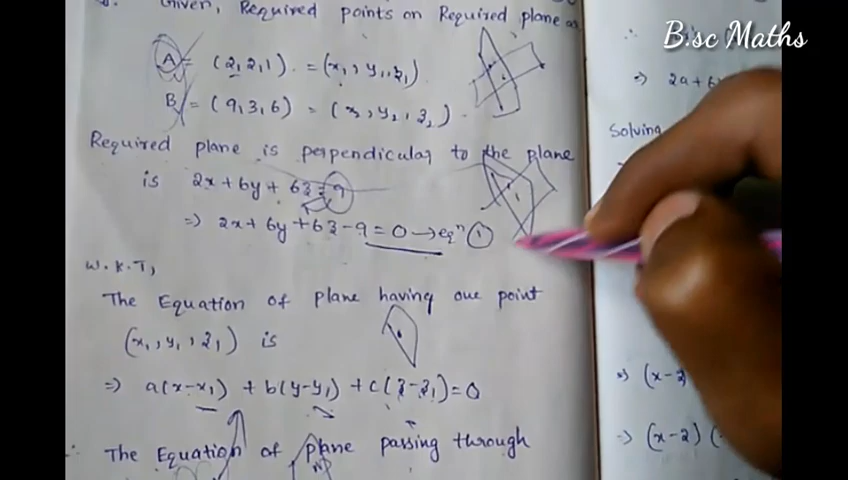 Given, Required points on Required plane as
A = (2,2,1) = (x₁, y₁, z₁)
B = (9,3,6) = (x₂, y₂, z₂).
Required plane is perpendicular to the plane
is 2x + 6y + 6z = 9
⇒ 2x + 6y + 6z - 9 = 0 → eqⁿ ①
W.K.T,
The Equation of plane having one point
(x₁, y₁, z₁) is
⇒ a(x-x₁) + b(y-y₁) + c(z-z₁) = 0
∴ The Equation of plane passing through
B.sc Maths
∴
⇒ 2a + 6
Solving
⇒ (x-2
⇒ (x-2) (